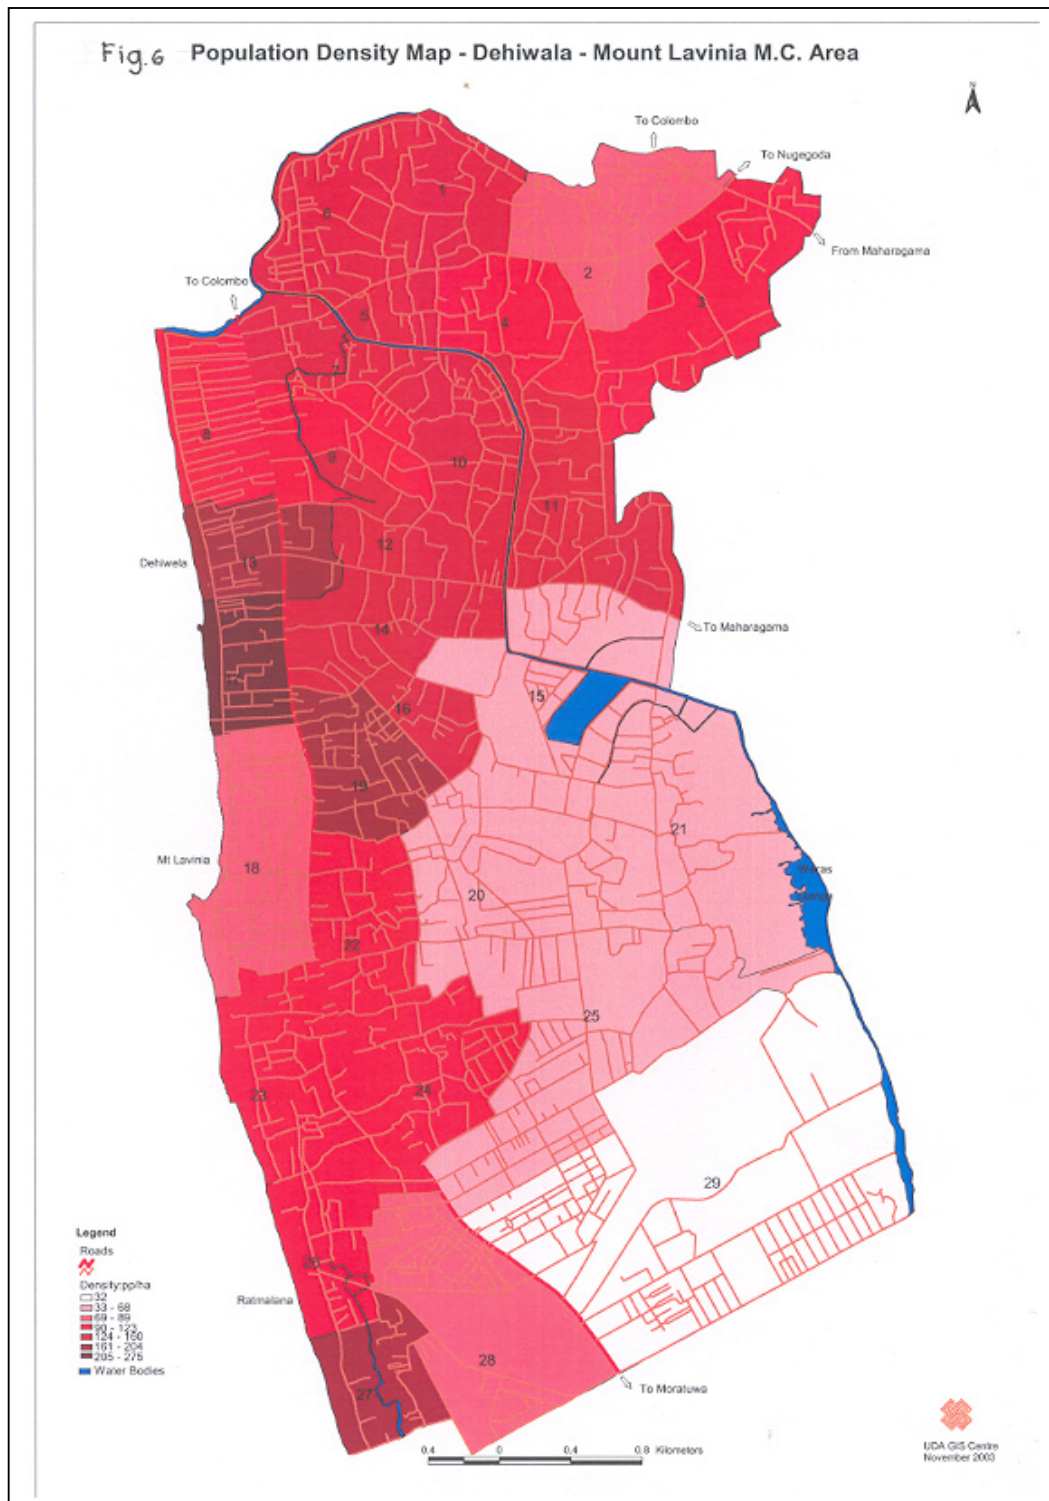 Fig.6 Population Density Map - Dehiwala - Mount Lavinia M.C. Area
N
To Colombo
To Nugegoda
1
6
From Maharagama
2
To Colombo
3
5
4
7
8
9
10
11
12
Dehiwela
13
14
To Maharagama
15
16
19
21
Mt Lavinia
18
Weras
20
22
25
23
24
29
Legend
Roads
26
Density:pp/ha
32
Ratmalana
33 - 68
69 - 89
90 - 123
124 - 160
161 - 204
205 - 275
28
Water Bodies
27
To Moratuwa
0.4 0 0.4 0.8 Kilometers
UDA GIS Centre
November 2003